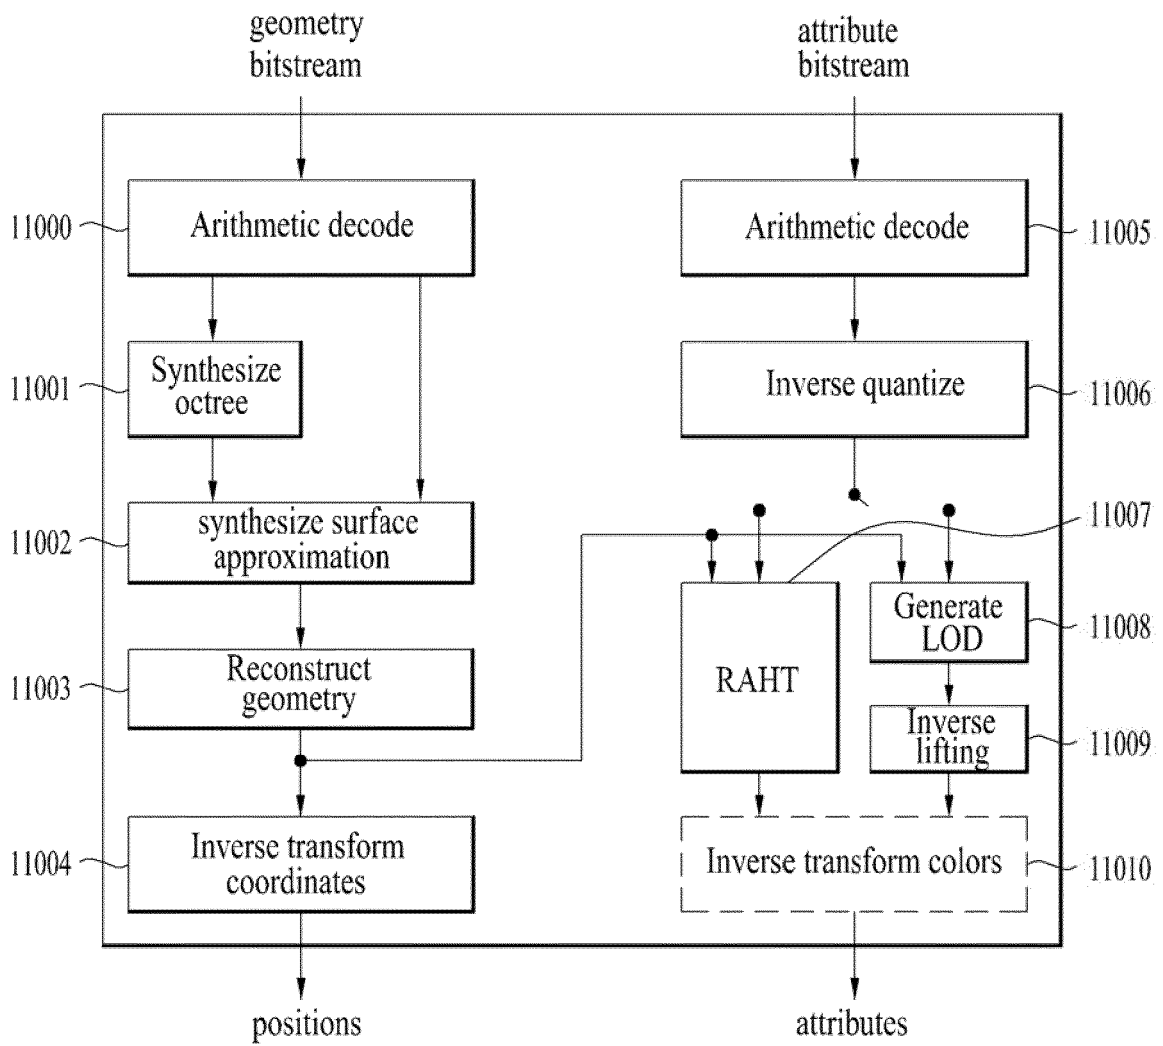 geometry
bitstream
attribute
bitstream
11000
Arithmetic decode
Arithmetic decode
11005
11001
Synthesize
octree
Inverse quantize
11006
11002
synthesize surface
approximation
11007
Generate
LOD
11008
11003
Reconstruct
geometry
RAHT
Inverse
lifting
11009
11004
Inverse transform
coordinates
Inverse transform colors
11010
positions
attributes